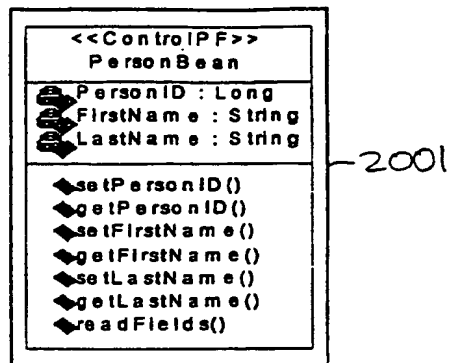 <<ControlPF>>
PersonBean
PersonID : Long
FirstName : String
LastName : String
2001
setPersonID()
getPersonID()
setFirstName()
getFirstName()
setLastName()
getLastName()
readFields()